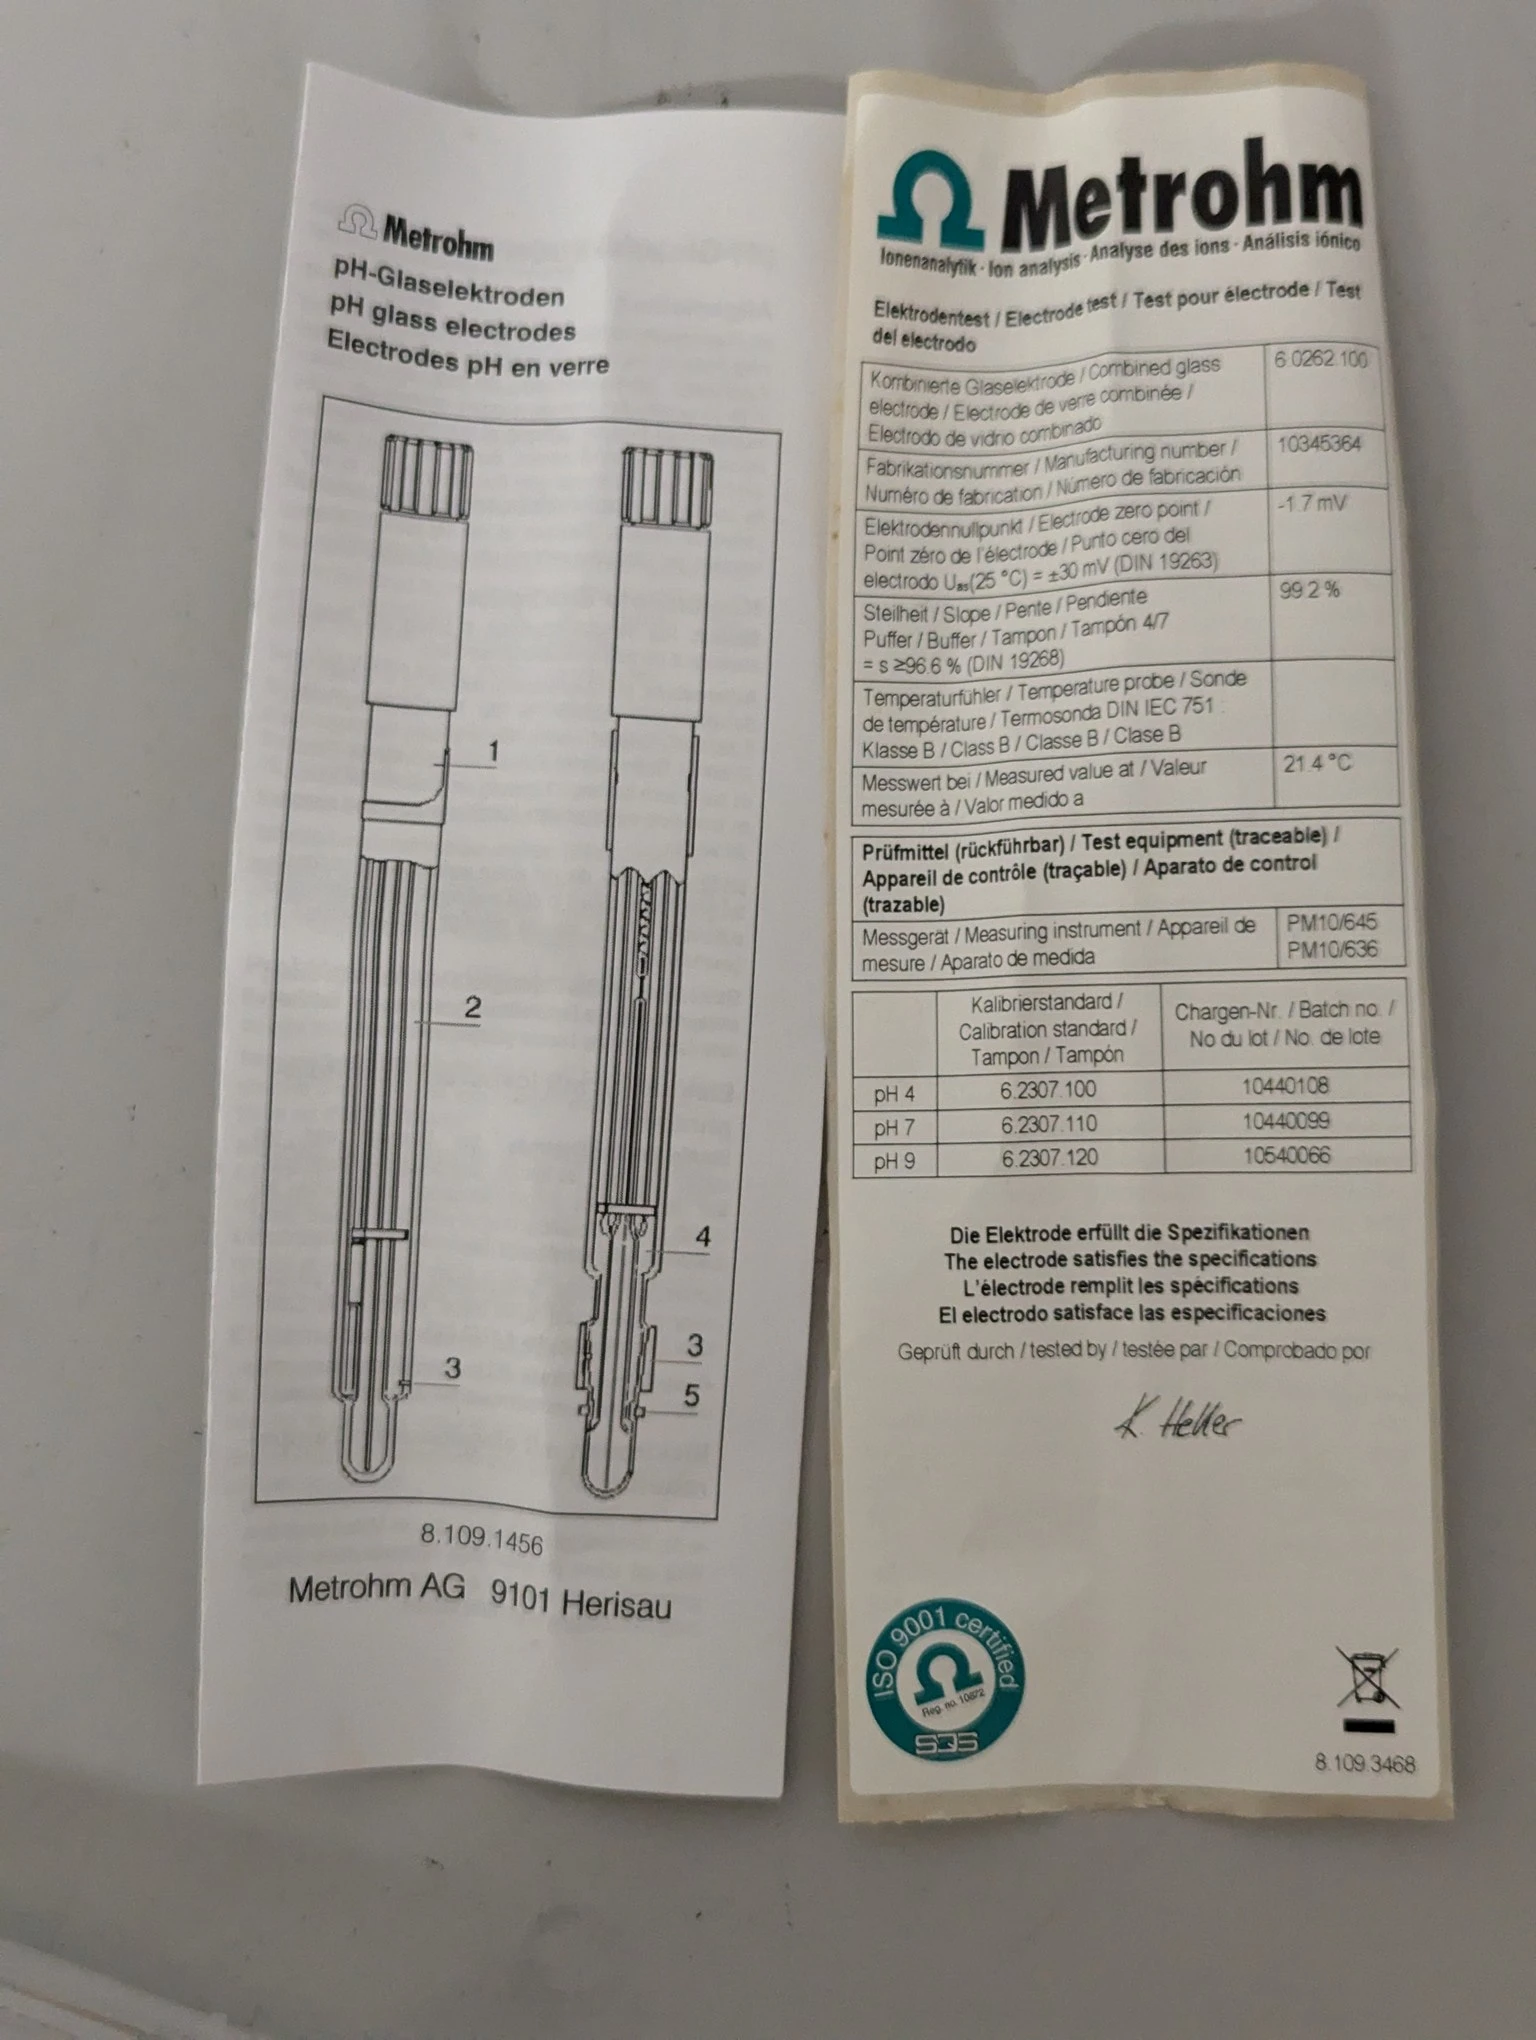 Metrohm
pH-Glaselektroden
pH glass electrodes
Electrodes pH en verre
1
2
3
4
3
5
8.109.1456
Metrohm AG 9101 Herisau
Metrohm
Ionenanalytik · Ion analysis · Analyse des ions · Análisis iónico
Elektrodentest / Electrode test / Test pour électrode / Test
del electrodo
Kombinierte Glaselektrode / Combined glass
electrode / Electrode de verre combinée /
Electrodo de vidrio combinado
6.0262.100
Fabrikationsnummer / Manufacturing number /
Numéro de fabrication / Número de fabricación
10345364
Elektrodennullpunkt / Electrode zero point /
Point zéro de l'électrode / Punto cero del
electrodo Uas(25 °C) = ±30 mV (DIN 19263)
-1.7 mV
Steilheit / Slope / Pente / Pendiente
Puffer / Buffer / Tampon / Tampón 4/7
= s ≥96.6 % (DIN 19268)
99.2 %
Temperaturfühler / Temperature probe / Sonde
de température / Termosonda DIN IEC 751 :
Klasse B / Class B / Classe B / Clase B
Messwert bei / Measured value at / Valeur
mesurée à / Valor medido a
21.4 °C
Prüfmittel (rückführbar) / Test equipment (traceable) /
Appareil de contrôle (traçable) / Aparato de control
(trazable)
Messgerät / Measuring instrument / Appareil de
mesure / Aparato de medida
PM10/645
PM10/636
Kalibrierstandard /
Calibration standard /
Tampon / Tampón
Chargen-Nr. / Batch no. /
No du lot / No. de lote
pH 4 6.2307.100 10440108
pH 7 6.2307.110 10440099
pH 9 6.2307.120 10540066
Die Elektrode erfüllt die Spezifikationen
The electrode satisfies the specifications
L'électrode remplit les spécifications
El electrodo satisface las especificaciones
Geprüft durch / tested by / testée par / Comprobado por
K. Heller
ISO 9001 certified
Reg. no. 10872
SQS
8.109.3468